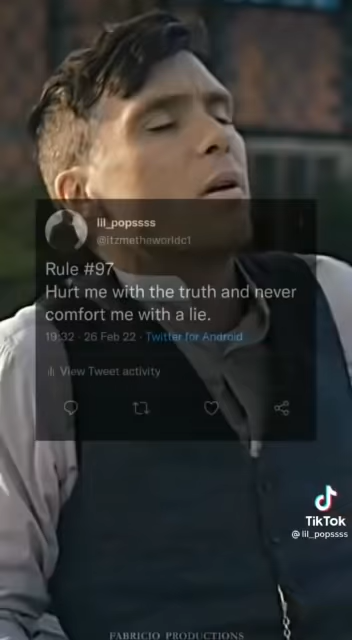 lil_popssss
@itzmetheworldc1
Rule #97
Hurt me with the truth and never
comfort me with a lie.
19:32 · 26 Feb 22 · Twitter for Android
View Tweet activity
TikTok
@lil_popssss
FABRICIO PRODUCTIONS